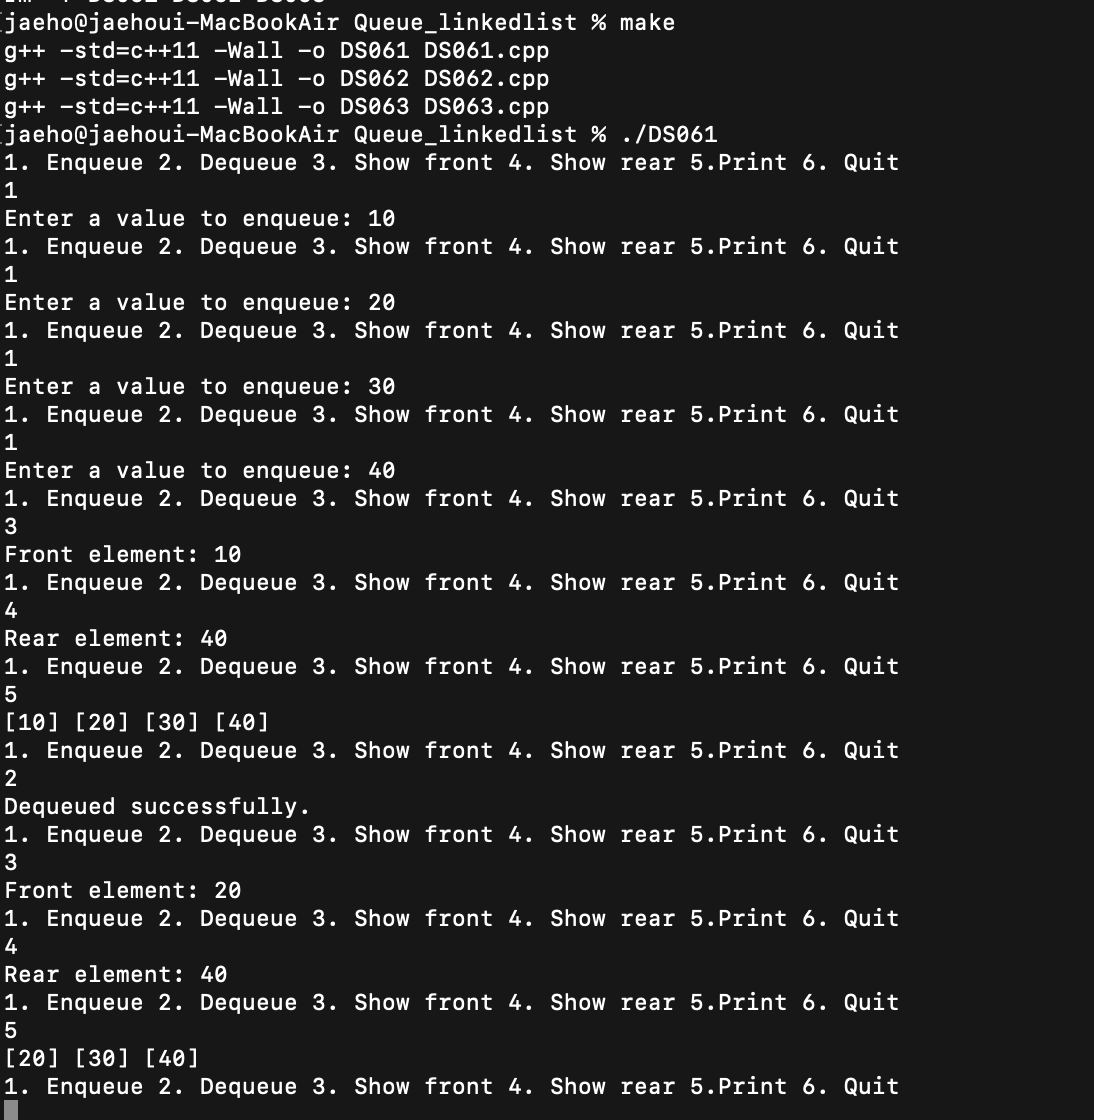 jaeho@jaehoui-MacBookAir Queue_linkedlist % make
g++ -std=c++11 -Wall -o DS061 DS061.cpp
g++ -std=c++11 -Wall -o DS062 DS062.cpp
g++ -std=c++11 -Wall -o DS063 DS063.cpp
jaeho@jaehoui-MacBookAir Queue_linkedlist % ./DS061
1. Enqueue 2. Dequeue 3. Show front 4. Show rear 5.Print 6. Quit
1
Enter a value to enqueue: 10
1. Enqueue 2. Dequeue 3. Show front 4. Show rear 5.Print 6. Quit
1
Enter a value to enqueue: 20
1. Enqueue 2. Dequeue 3. Show front 4. Show rear 5.Print 6. Quit
1
Enter a value to enqueue: 30
1. Enqueue 2. Dequeue 3. Show front 4. Show rear 5.Print 6. Quit
1
Enter a value to enqueue: 40
1. Enqueue 2. Dequeue 3. Show front 4. Show rear 5.Print 6. Quit
3
Front element: 10
1. Enqueue 2. Dequeue 3. Show front 4. Show rear 5.Print 6. Quit
4
Rear element: 40
1. Enqueue 2. Dequeue 3. Show front 4. Show rear 5.Print 6. Quit
5
[10] [20] [30] [40]
1. Enqueue 2. Dequeue 3. Show front 4. Show rear 5.Print 6. Quit
2
Dequeued successfully.
1. Enqueue 2. Dequeue 3. Show front 4. Show rear 5.Print 6. Quit
3
Front element: 20
1. Enqueue 2. Dequeue 3. Show front 4. Show rear 5.Print 6. Quit
4
Rear element: 40
1. Enqueue 2. Dequeue 3. Show front 4. Show rear 5.Print 6. Quit
5
[20] [30] [40]
1. Enqueue 2. Dequeue 3. Show front 4. Show rear 5.Print 6. Quit